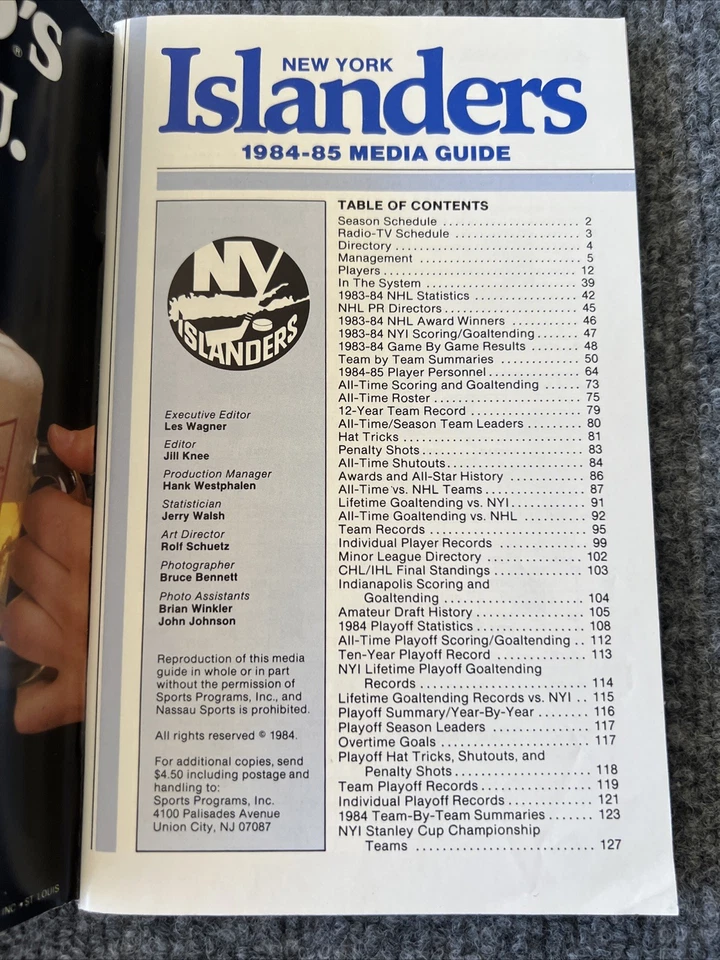 'S
®
J.
INC. • ST. LOUIS
NEW YORK
Islanders
1984-85 MEDIA GUIDE
NY
ISLANDERS
Executive Editor
Les Wagner
Editor
Jill Knee
Production Manager
Hank Westphalen
Statistician
Jerry Walsh
Art Director
Rolf Schuetz
Photographer
Bruce Bennett
Photo Assistants
Brian Winkler
John Johnson
Reproduction of this media
guide in whole or in part
without the permission of
Sports Programs, Inc., and
Nassau Sports is prohibited.
All rights reserved © 1984.
For additional copies, send
$4.50 including postage and
handling to:
Sports Programs, Inc.
4100 Palisades Avenue
Union City, NJ 07087
TABLE OF CONTENTS
Season Schedule .................... 2
Radio-TV Schedule .................. 3
Directory .......................... 4
Management ......................... 5
Players ............................ 12
In The System ...................... 39
1983-84 NHL Statistics ............. 42
NHL PR Directors ................... 45
1983-84 NHL Award Winners .......... 46
1983-84 NYI Scoring/Goaltending ..... 47
1983-84 Game By Game Results ....... 48
Team by Team Summaries ............. 50
1984-85 Player Personnel ........... 64
All-Time Scoring and Goaltending ... 73
All-Time Roster .................... 75
12-Year Team Record ................ 79
All-Time/Season Team Leaders ....... 80
Hat Tricks ......................... 81
Penalty Shots ...................... 83
All-Time Shutouts .................. 84
Awards and All-Star History ........ 86
All-Time vs. NHL Teams ............. 87
Lifetime Goaltending vs. NYI ....... 91
All-Time Goaltending vs. NHL ....... 92
Team Records ....................... 95
Individual Player Records .......... 99
Minor League Directory ............. 102
CHL/IHL Final Standings ............ 103
Indianapolis Scoring and
Goaltending ........................ 104
Amateur Draft History .............. 105
1984 Playoff Statistics ............ 108
All-Time Playoff Scoring/Goaltending .. 112
Ten-Year Playoff Record ............ 113
NYI Lifetime Playoff Goaltending
Records ............................ 114
Lifetime Goaltending Records vs. NYI .. 115
Playoff Summary/Year-By-Year ....... 116
Playoff Season Leaders ............. 117
Overtime Goals ..................... 117
Playoff Hat Tricks, Shutouts, and
Penalty Shots ...................... 118
Team Playoff Records ............... 119
Individual Playoff Records ......... 121
1984 Team-By-Team Summaries ....... 123
NYI Stanley Cup Championship
Teams .............................. 127